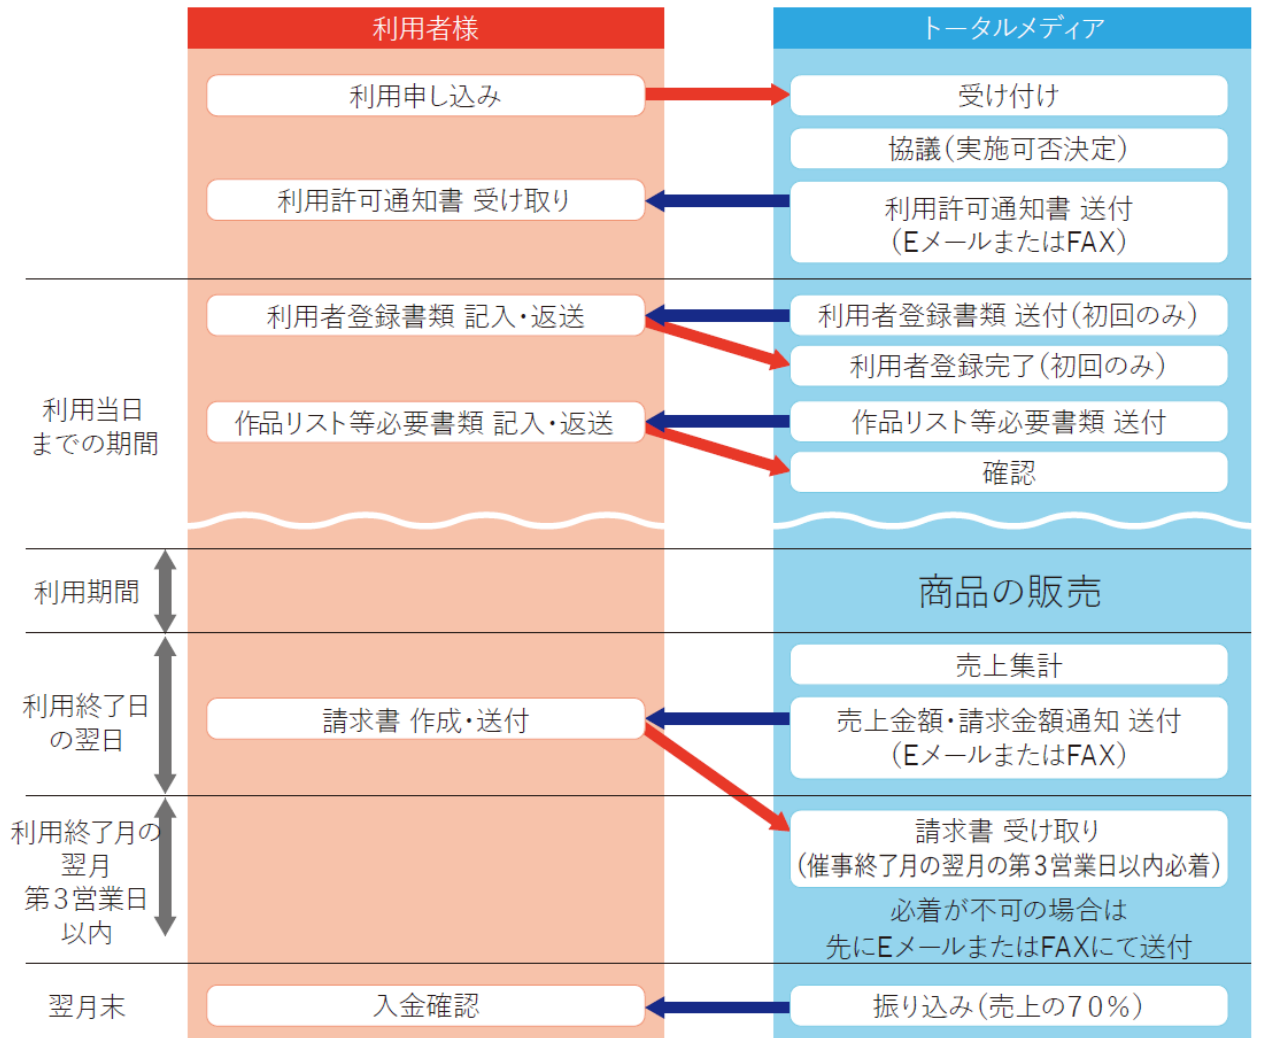 利用者様
トータルメディア
利用申し込み
受け付け
協議(実施可否決定)
利用許可通知書 受け取り
利用許可通知書 送付
(EメールまたはFAX)
利用当日
までの期間
利用者登録書類 記入・返送
利用者登録書類 送付(初回のみ)
利用者登録完了(初回のみ)
作品リスト等必要書類 記入・返送
作品リスト等必要書類 送付
確認
利用期間
商品の販売
利用終了日
の翌日
売上集計
請求書 作成・送付
売上金額・請求金額通知 送付
(EメールまたはFAX)
利用終了月の
翌月
第3営業日
以内
請求書 受け取り
(催事終了月の翌月の第3営業日以内必着)
必着が不可の場合は
先にEメールまたはFAXにて送付
翌月末
入金確認
振り込み(売上の70%)